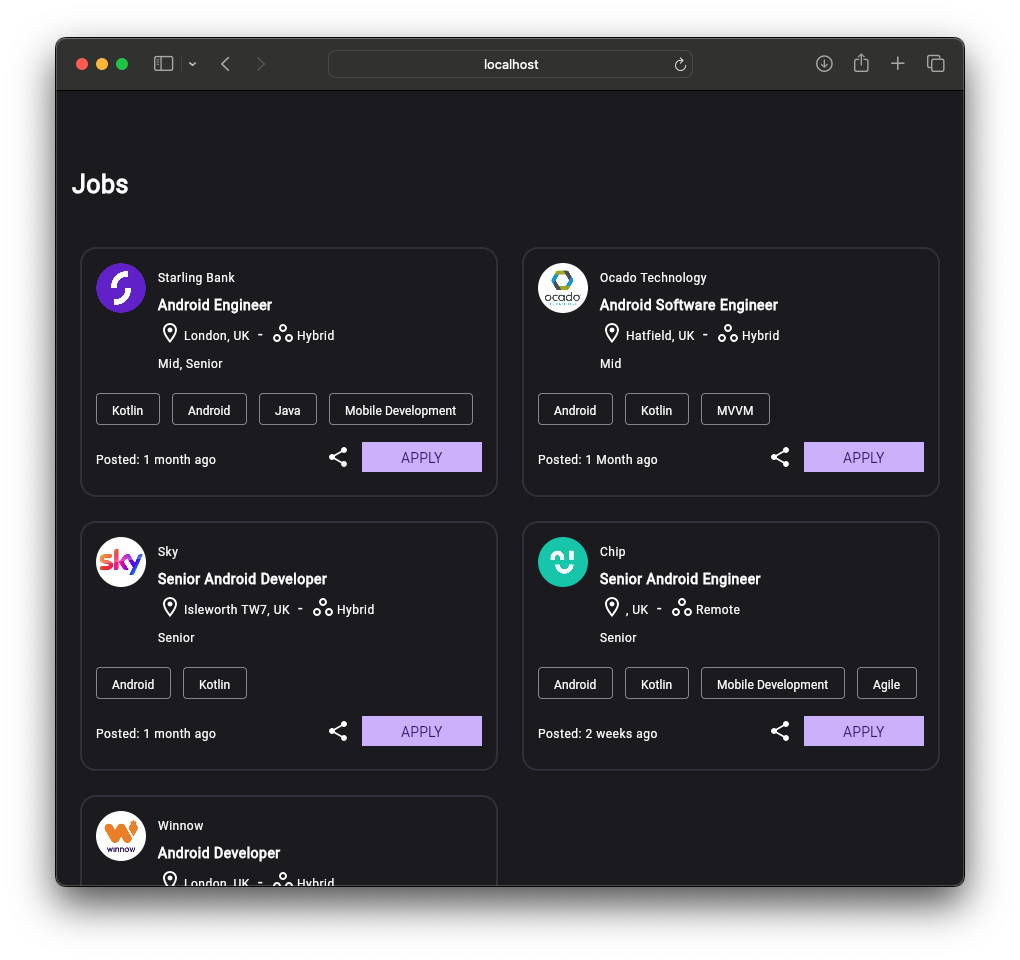 localhost
Jobs
Starling Bank
Android Engineer
London, UK - Hybrid
Mid, Senior
Kotlin Android Java Mobile Development
Posted: 1 month ago APPLY
ocado
Ocado Technology
Android Software Engineer
Hatfield, UK - Hybrid
Mid
Android Kotlin MVVM
Posted: 1 Month ago APPLY
sky
Sky
Senior Android Developer
Isleworth TW7, UK - Hybrid
Senior
Android Kotlin
Posted: 1 month ago APPLY
Chip
Senior Android Engineer
, UK - Remote
Senior
Android Kotlin Mobile Development Agile
Posted: 2 weeks ago APPLY
winnow
Winnow
Android Developer
London, UK - Hybrid